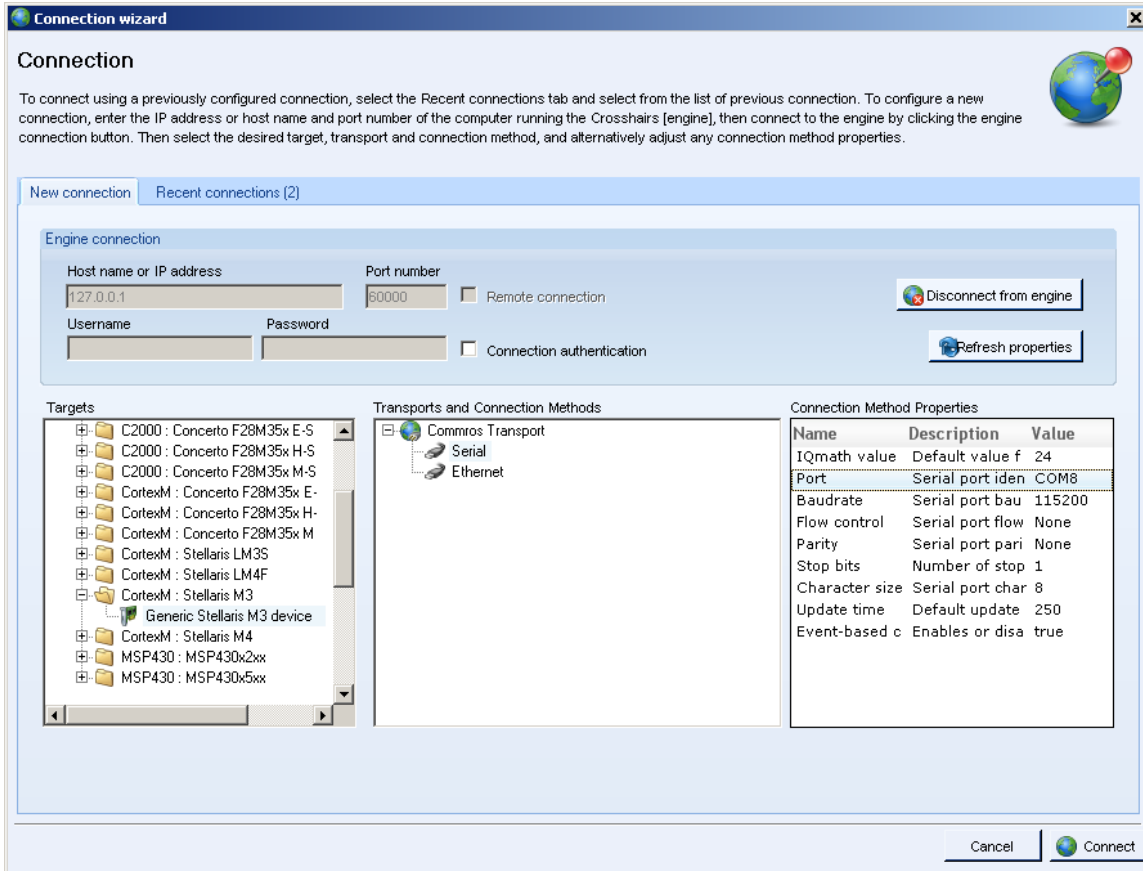 Connection wizard
Connection
To connect using a previously configured connection, select the Recent connections tab and select from the list of previous connection. To configure a new
connection, enter the IP address or host name and port number of the computer running the Crosshairs [engine], then connect to the engine by clicking the engine
connection button. Then select the desired target, transport and connection method, and alternatively adjust any connection method properties.
New connection Recent connections (2)
Engine connection
Host name or IP address Port number
127.0.0.1 60000 Remote connection Disconnect from engine
Username Password
Connection authentication Refresh properties
Targets Transports and Connection Methods Connection Method Properties
C2000 : Concerto F28M35x E-S
C2000 : Concerto F28M35x H-S
C2000 : Concerto F28M35x M-S
CortexM : Concerto F28M35x E-
CortexM : Concerto F28M35x H-
CortexM : Concerto F28M35x M
CortexM : Stellaris LM3S
CortexM : Stellaris LM4F
CortexM : Stellaris M3
Generic Stellaris M3 device
CortexM : Stellaris M4
MSP430 : MSP430x2xx
MSP430 : MSP430x5xx
Commros Transport
Serial
Ethernet
Name Description Value
IQmath value Default value f 24
Port Serial port iden COM8
Baudrate Serial port bau 115200
Flow control Serial port flow None
Parity Serial port pari None
Stop bits Number of stop 1
Character size Serial port char 8
Update time Default update 250
Event-based c Enables or disa true
Cancel Connect